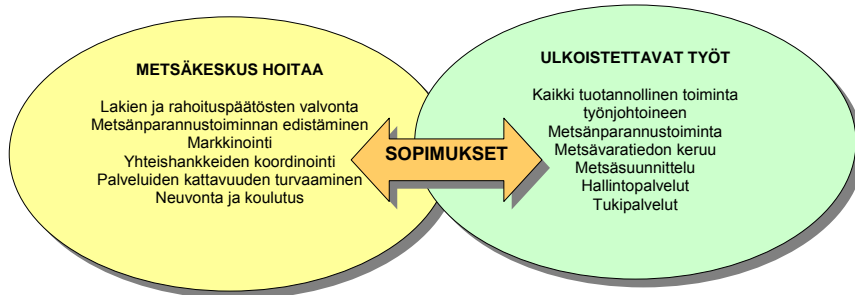 METSÄKESKUS HOITAA
Lakien ja rahoituspäätösten valvonta
Metsänparannustoiminnan edistäminen
Markkinointi
Yhteishankkeiden koordinointi
Palveluiden kattavuuden turvaaminen
Neuvonta ja koulutus
SOPIMUKSET
ULKOISTETTAVAT TYÖT
Kaikki tuotannollinen toiminta
työnjohtoineen
Metsänparannustoiminta
Metsävaratiedon keruu
Metsäsuunnittelu
Hallintopalvelut
Tukipalvelut